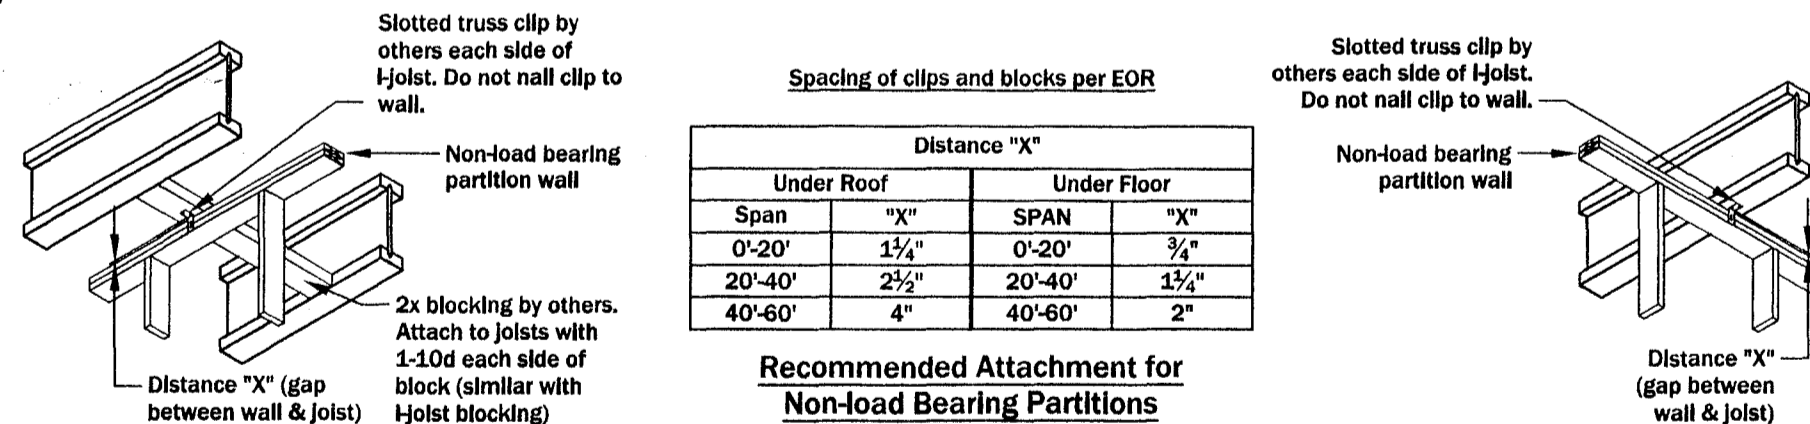 Slotted truss clip by
others each side of
I-joist. Do not nail clip to
wall.
Non-load bearing
partition wall
2x blocking by others.
Attach to joists with
1-10d each side of
block (similar with
I-joist blocking)
Distance "X" (gap
between wall & joist)
Spacing of clips and blocks per EOR
Distance "X"
Under Roof Under Floor
Span "X" SPAN "X"
0'-20' 1¼" 0'-20' ¾"
20'-40' 2½" 20'-40' 1¼"
40'-60' 4" 40'-60' 2"
Recommended Attachment for
Non-load Bearing Partitions
Slotted truss clip by
others each side of I-joist.
Do not nail clip to wall.
Non-load bearing
partition wall
Distance "X"
(gap between
wall & joist)